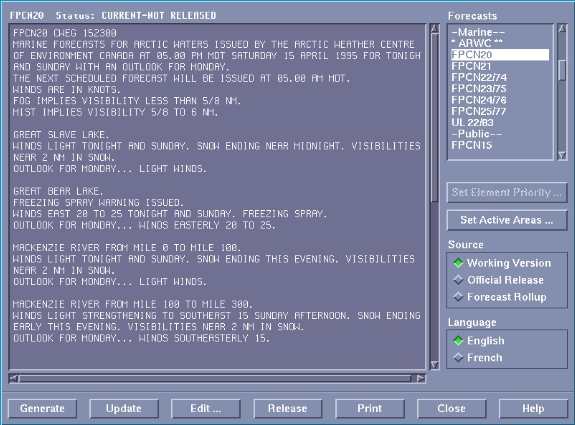 FPCN20 Status: CURRENT-NOT RELEASED
FPCN20 CWEG 152300
MARINE FORECASTS FOR ARCTIC WATERS ISSUED BY THE ARCTIC WEATHER CENTRE
OF ENVIRONMENT CANADA AT 05.00 PM MDT SATURDAY 15 APRIL 1995 FOR TONIGH
AND SUNDAY WITH AN OUTLOOK FOR MONDAY.
THE NEXT SCHEDULED FORECAST WILL BE ISSUED AT 05.00 AM MDT.
WINDS ARE IN KNOTS.
FOG IMPLIES VISIBILITY LESS THAN 5/8 NM.
MIST IMPLIES VISIBILITY 5/8 TO 6 NM.
GREAT SLAVE LAKE.
WINDS LIGHT TONIGHT AND SUNDAY. SNOW ENDING NEAR MIDNIGHT. VISIBILITIES
NEAR 2 NM IN SNOW.
OUTLOOK FOR MONDAY... LIGHT WINDS.
GREAT BEAR LAKE.
FREEZING SPRAY WARNING ISSUED.
WINDS EAST 20 TO 25 TONIGHT AND SUNDAY. FREEZING SPRAY.
OUTLOOK FOR MONDAY... WINDS EASTERLY 20 TO 25.
MACKENZIE RIVER FROM MILE 0 TO MILE 100.
WINDS LIGHT TONIGHT AND SUNDAY. SNOW ENDING THIS EVENING. VISIBILITIES
NEAR 2 NM IN SNOW.
OUTLOOK FOR MONDAY... LIGHT WINDS.
MACKENZIE RIVER FROM MILE 100 TO MILE 300.
WINDS LIGHT STRENGTHENING TO SOUTHEAST 15 SUNDAY AFTERNOON. SNOW ENDING
EARLY THIS EVENING. VISIBILITIES NEAR 2 NM IN SNOW.
OUTLOOK FOR MONDAY... WINDS SOUTHEASTERLY 15.
Forecasts
--Marine--
* ARWC **
FPCN20
FPCN21
FPCN22/74
FPCN23/75
FPCN24/76
FPCN25/77
UL 22/83
--Public--
FPCN15
Set Element Priority ...
Set Active Areas ...
Source
Working Version
Official Release
Forecast Rollup
Language
English
French
Generate
Update
Edit ...
Release
Print
Close
Help